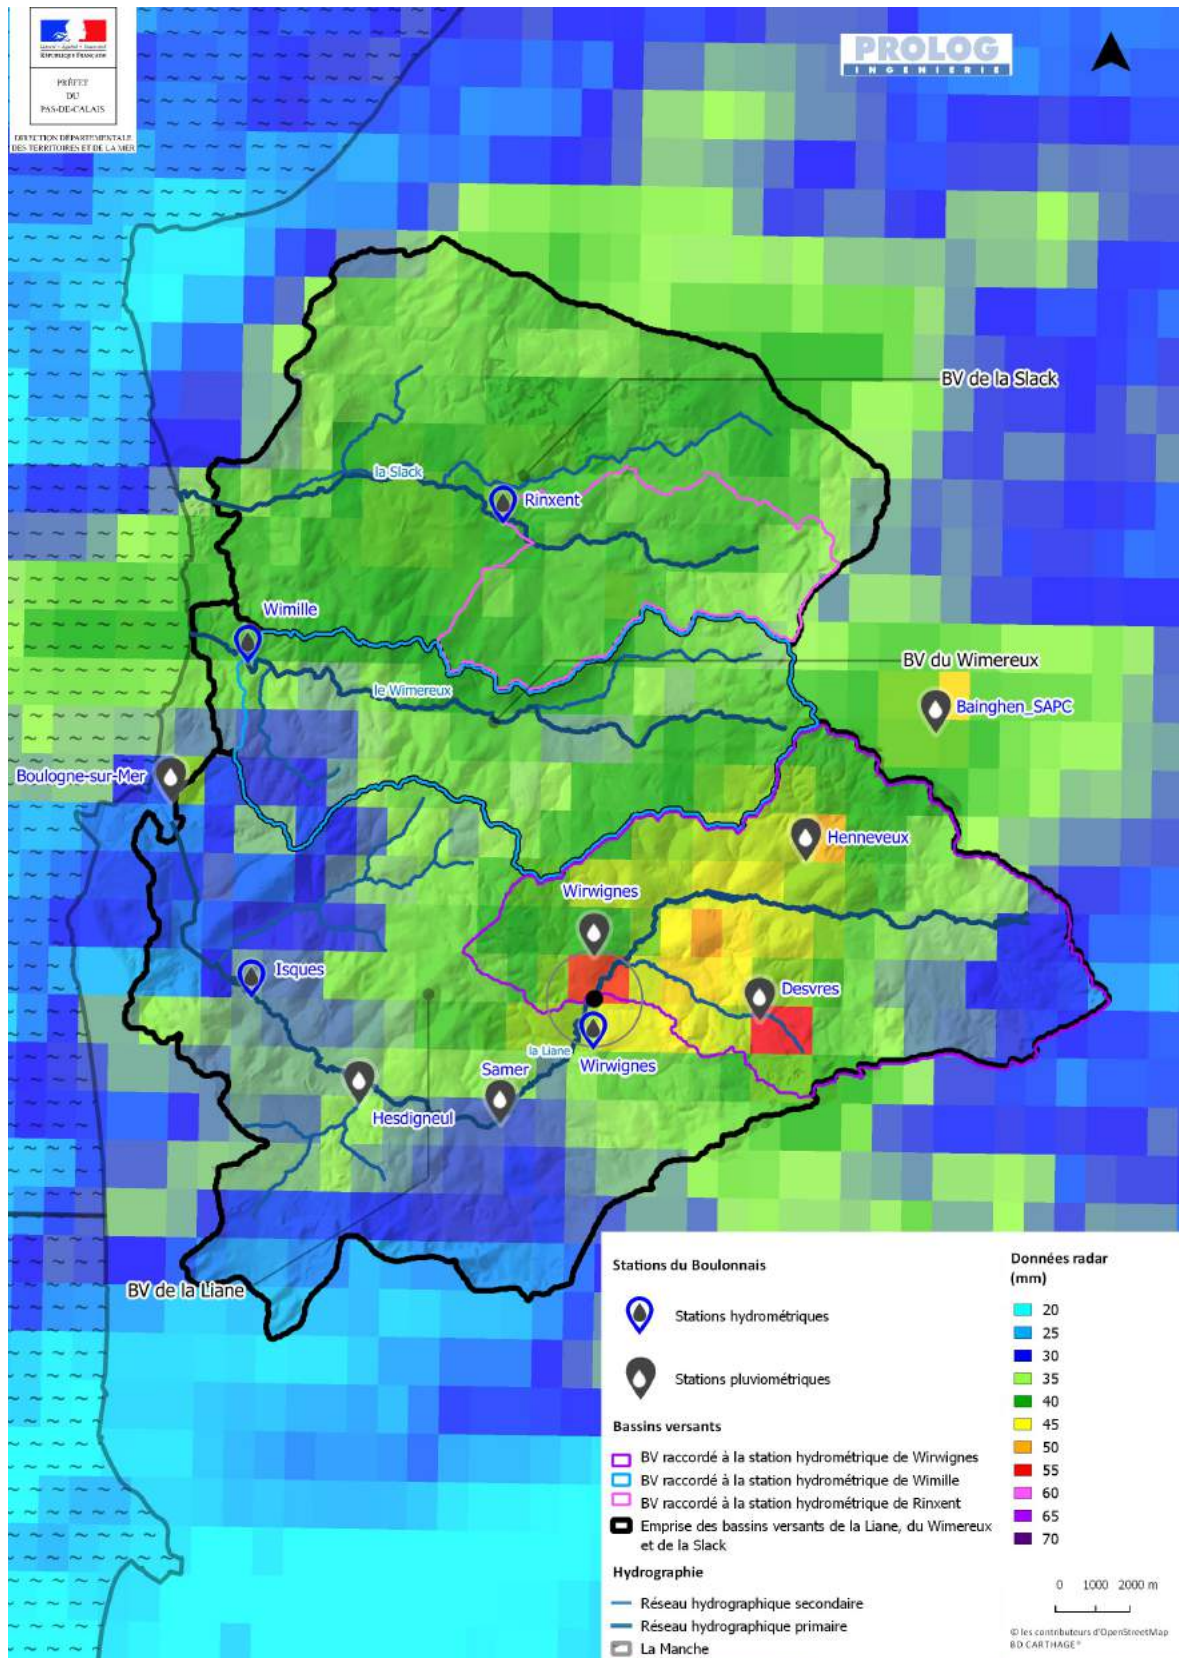 Liberté • Égalité • Fraternité
RÉPUBLIQUE FRANÇAISE
PRÉFET
DU
PAS-DE-CALAIS
DIRECTION DÉPARTEMENTALE
DES TERRITOIRES ET DE LA MER
PROLOG
INGENIERIE
BV de la Slack
la Slack
Rinxent
Wimille
BV du Wimereux
le Wimereux
Bainghen_SAPC
Boulogne-sur-Mer
Henneveux
Wirwignes
Isques
Desvres
la Liane
Wirwignes
Samer
Hesdigneul
BV de la Liane
Stations du Boulonnais
Stations hydrométriques
Stations pluviométriques
Bassins versants
BV raccordé à la station hydrométrique de Wirwignes
BV raccordé à la station hydrométrique de Wimille
BV raccordé à la station hydrométrique de Rinxent
Emprise des bassins versants de la Liane, du Wimereux
et de la Slack
Hydrographie
Réseau hydrographique secondaire
Réseau hydrographique primaire
La Manche
Données radar
(mm)
20
25
30
35
40
45
50
55
60
65
70
0 1000 2000 m
© les contributeurs d'OpenStreetMap
BD CARTHAGE®